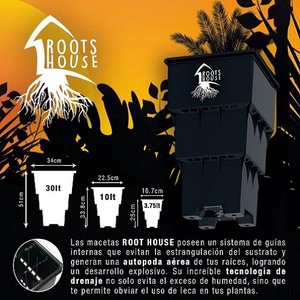 ROOTS
HOUSE
ROOTS
HOUSE
34cm
22.5cm
16.7cm
51cm
30lt
33.8cm
10lt
25cm
3.75lt
Las macetas ROOT HOUSE poseen un sistema de guías
internas que evitan la estrangulación del sustrato y
generan una autopoda aérea de tus raíces, logrando
un desarrollo explosivo. Su increíble tecnología de
drenaje no solo evita el exceso de humedad, sino que
te permite obviar el uso de leca en tus plantas.